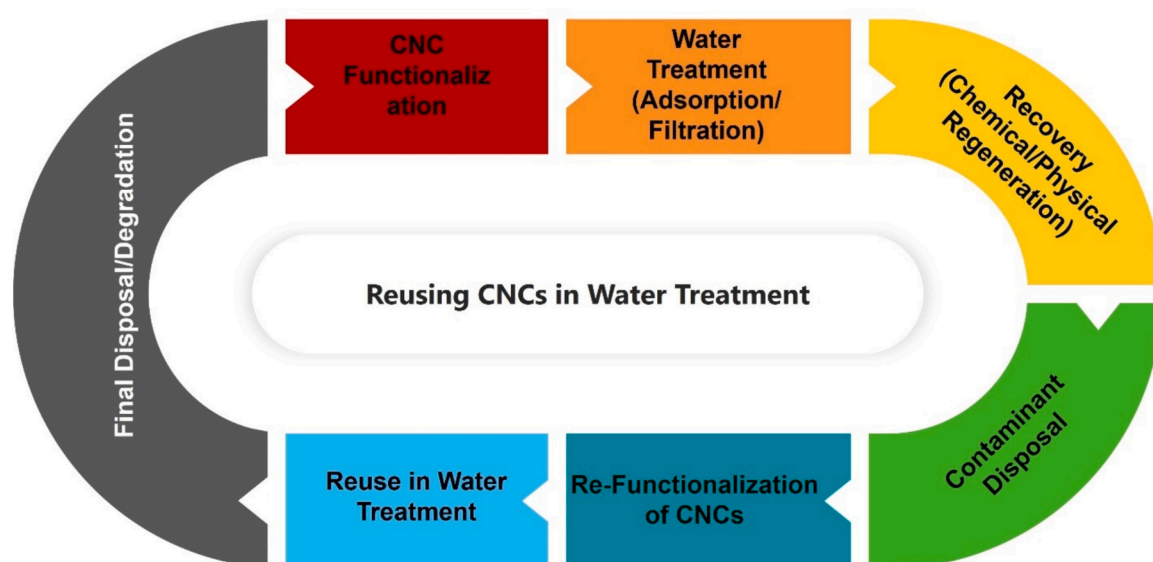 CNC
Functionaliz
ation
Water
Treatment
(Adsorption/
Filtration)
Recovery
(Chemical/Physical
Regeneration)
Contaminant
Disposal
Re-Functionalization
of CNCs
Reuse in Water
Treatment
Final Disposal/Degradation
Reusing CNCs in Water Treatment